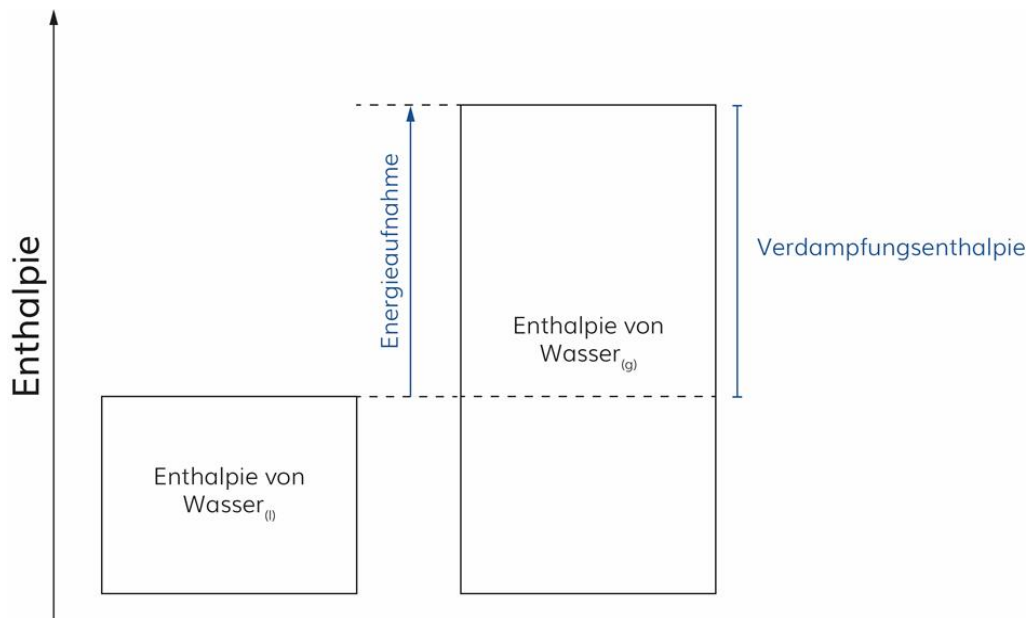 Enthalpie
Energieaufnahme
Verdampfungsenthalpie
Enthalpie von
Wasser(g)
Enthalpie von
Wasser(l)